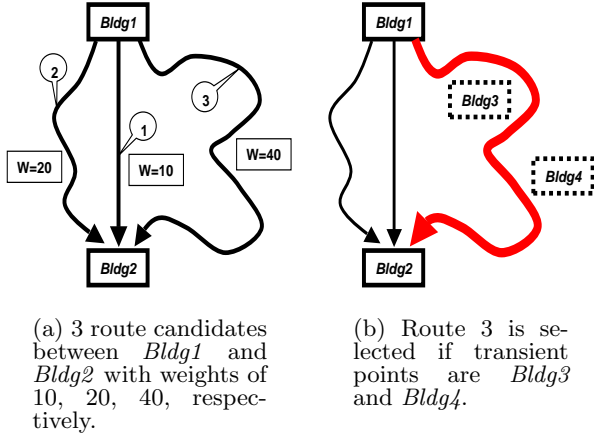 Bldg1
2
3
1
W=20
W=10
W=40
Bldg2
(a) 3 route candidates
between Bldg1 and
Bldg2 with weights of
10, 20, 40, respec-
tively.
Bldg1
Bldg3
Bldg4
Bldg2
(b) Route 3 is se-
lected if transient
points are Bldg3
and Bldg4.